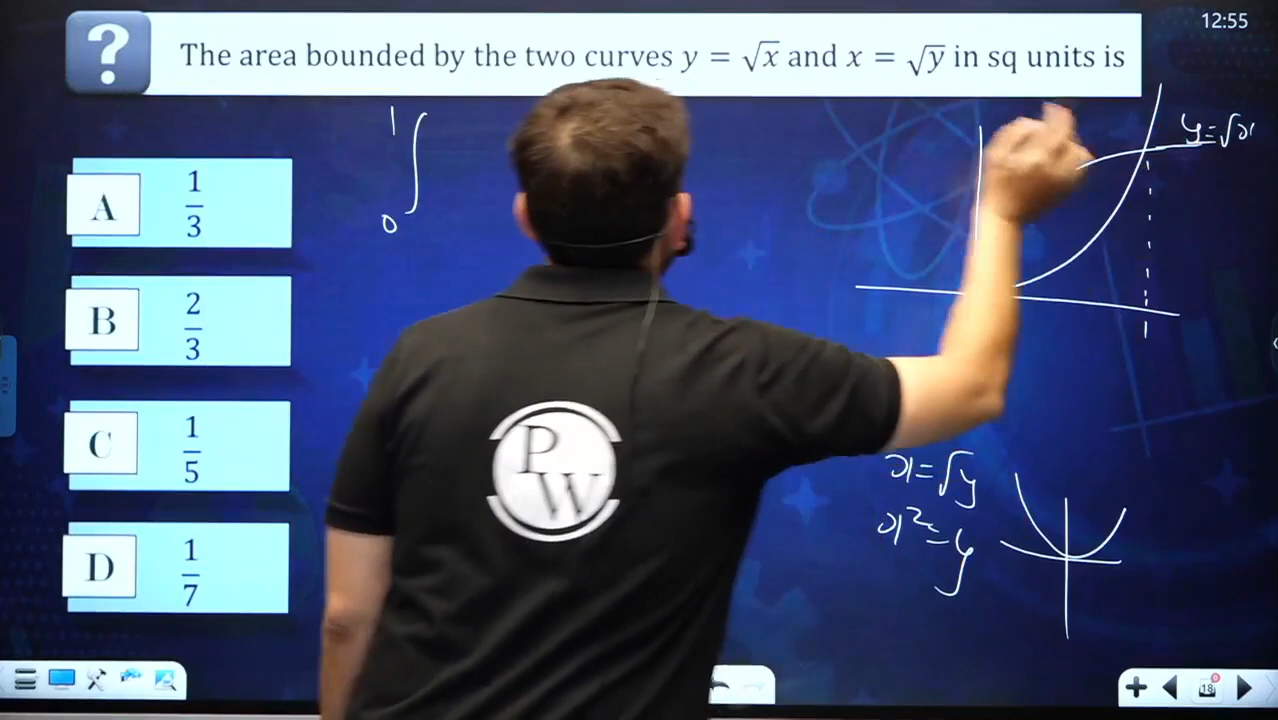 12:55
?
The area bounded by the two curves y = √x and x = √y in sq units is
y=√x
1
∫
0
A 1/3
B 2/3
C 1/5
D 1/7
x=√y
x²=y
PW
18